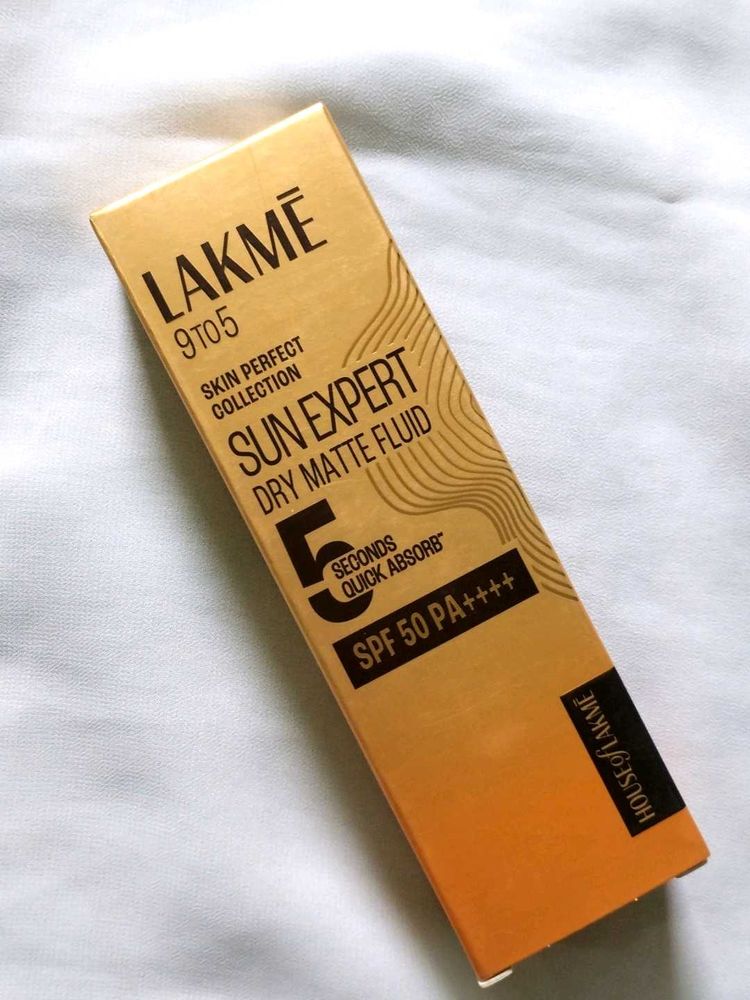 LAKMĒ
9TO5
SKIN PERFECT
COLLECTION
SUN EXPERT
DRY MATTE FLUID
5
SECONDS
QUICK ABSORB**
SPF 50 PA++++
HOUSE of LAKMĒ